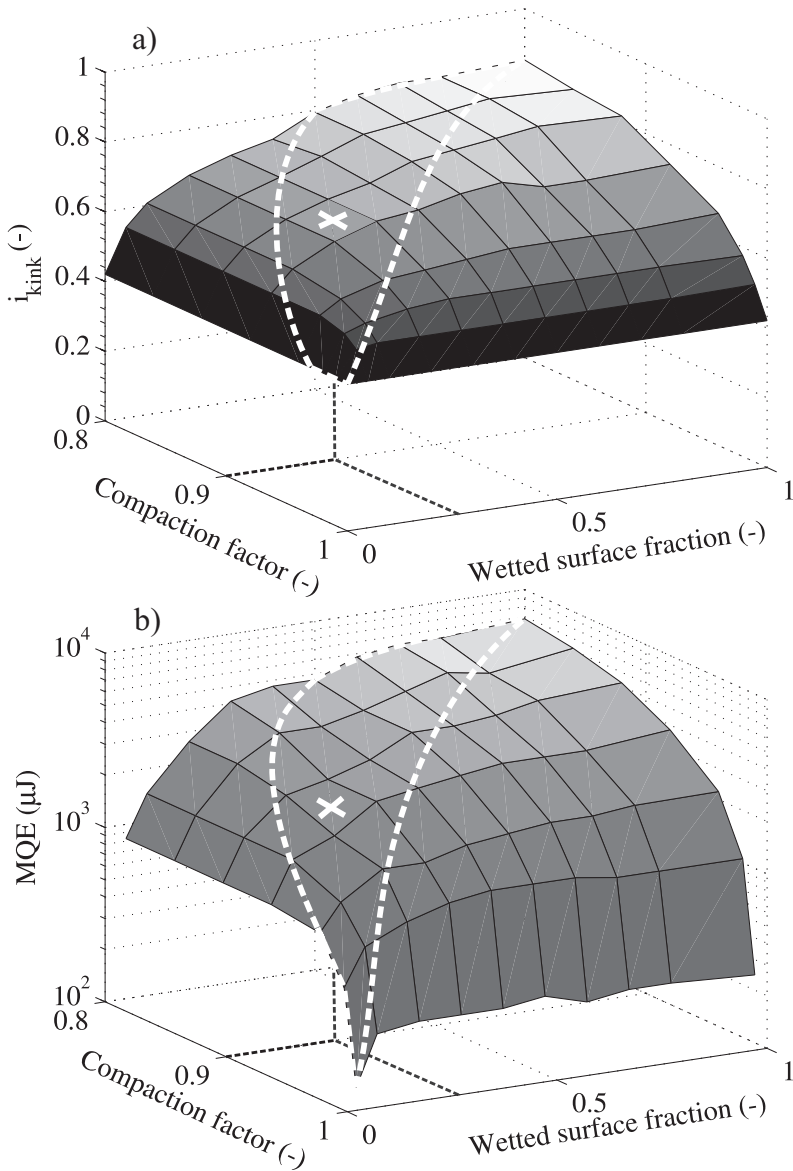 a)
1
0.8
0.6
0.4
0.2
0
i_kink (-)
0.8
0.9
1
Compaction factor (-)
0
0.5
1
Wetted surface fraction (-)
b)
10^4
10^3
10^2
MQE (µJ)
0.8
0.9
1
Compaction factor (-)
0
0.5
1
Wetted surface fraction (-)